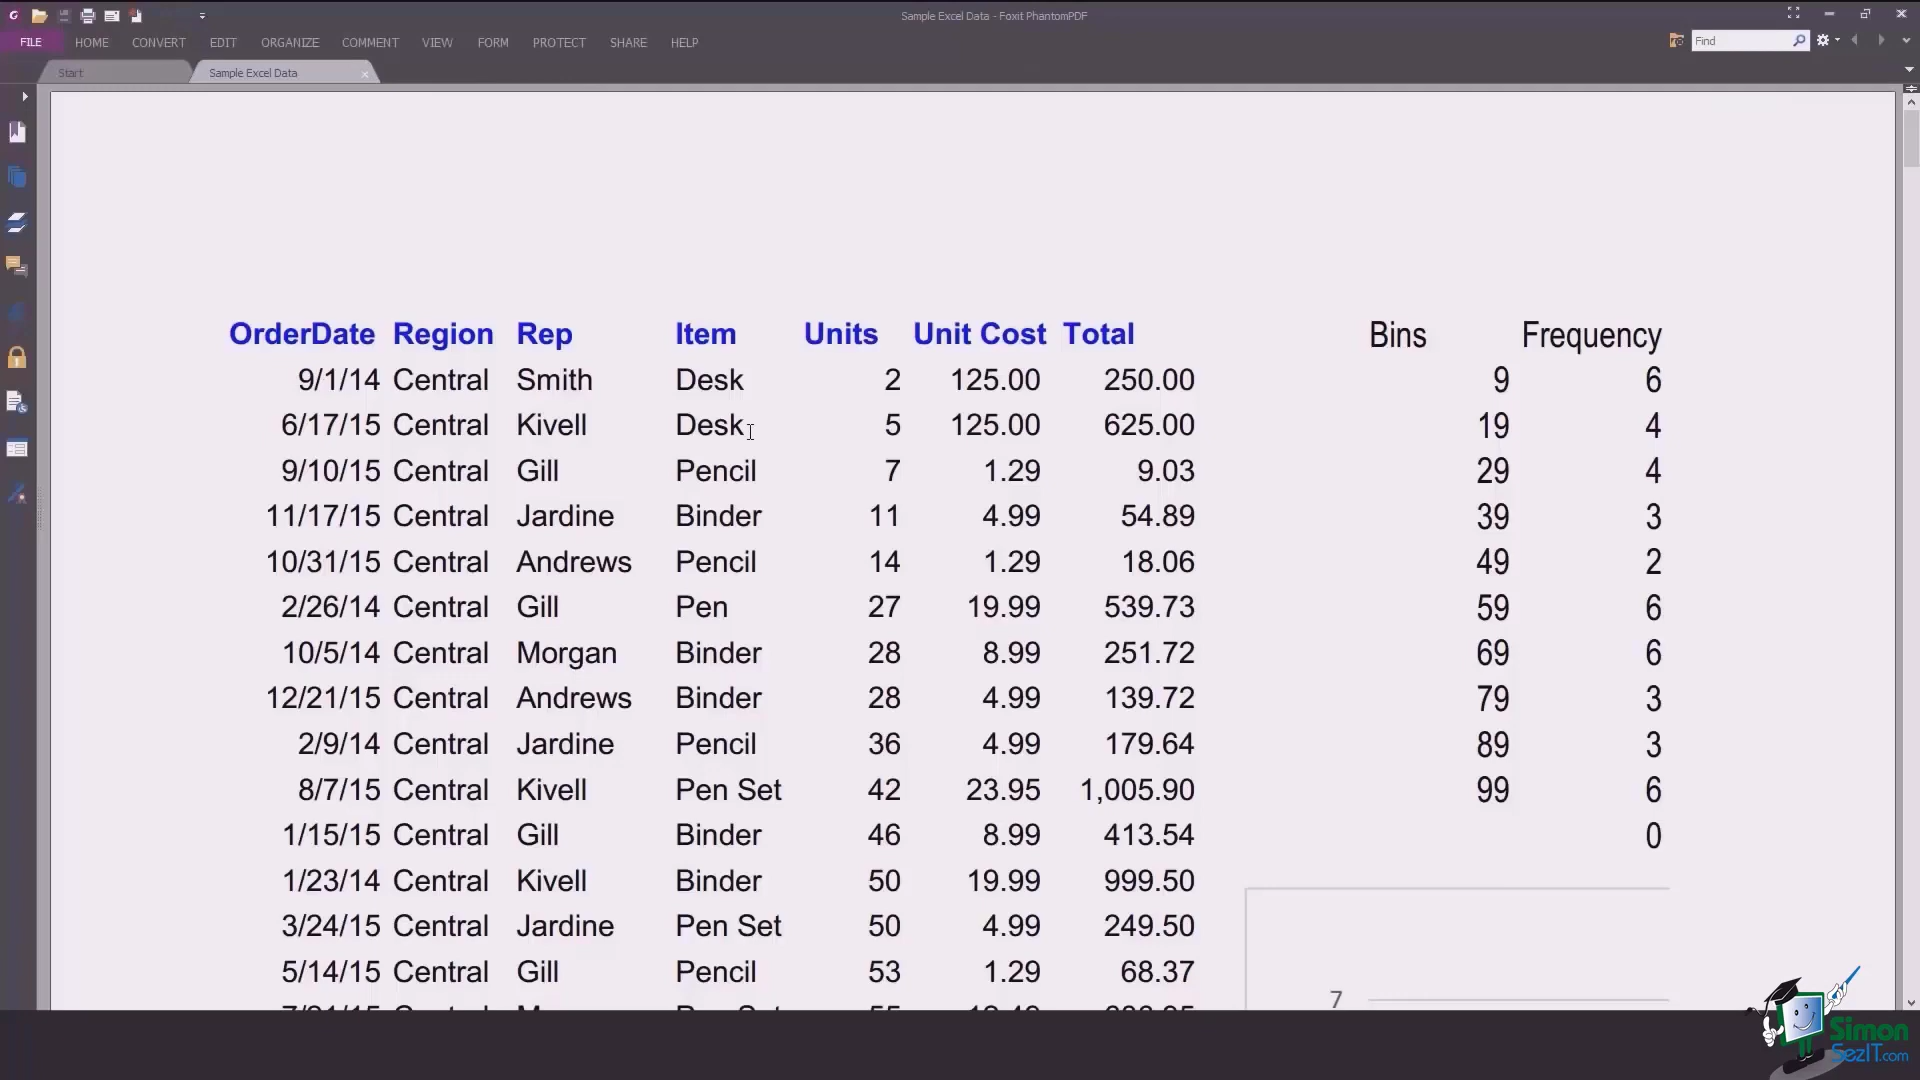 Sample Excel Data - Foxit PhantomPDF
FILE HOME CONVERT EDIT ORGANIZE COMMENT VIEW FORM PROTECT SHARE HELP Find
Start Sample Excel Data
OrderDate Region Rep Item Units Unit Cost Total Bins Frequency
9/1/14 Central Smith Desk 2 125.00 250.00 9 6
6/17/15 Central Kivell Desk 5 125.00 625.00 19 4
9/10/15 Central Gill Pencil 7 1.29 9.03 29 4
11/17/15 Central Jardine Binder 11 4.99 54.89 39 3
10/31/15 Central Andrews Pencil 14 1.29 18.06 49 2
2/26/14 Central Gill Pen 27 19.99 539.73 59 6
10/5/14 Central Morgan Binder 28 8.99 251.72 69 6
12/21/15 Central Andrews Binder 28 4.99 139.72 79 3
2/9/14 Central Jardine Pencil 36 4.99 179.64 89 3
8/7/15 Central Kivell Pen Set 42 23.95 1,005.90 99 6
1/15/15 Central Gill Binder 46 8.99 413.54 0
1/23/14 Central Kivell Binder 50 19.99 999.50
3/24/15 Central Jardine Pen Set 50 4.99 249.50
5/14/15 Central Gill Pencil 53 1.29 68.37
7
Simon
SezIT.com